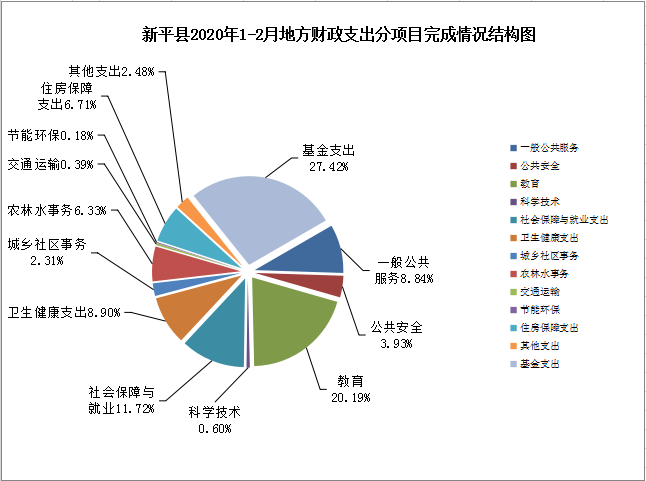 新平县2020年1-2月地方财政支出分项目完成情况结构图
其他支出2.48%
住房保障
支出6.71%
节能环保0.18%
交通运输0.39%
农林水事务6.33%
城乡社区事务
2.31%
卫生健康支出8.90%
社会保障与
就业11.72%
科学技术
0.60%
教育
20.19%
公共安全
3.93%
一般公共
服务8.84%
基金支出
27.42%
一般公共服务
公共安全
教育
科学技术
社会保障与就业支出
卫生健康支出
城乡社区事务
农林水事务
交通运输
节能环保
住房保障支出
其他支出
基金支出